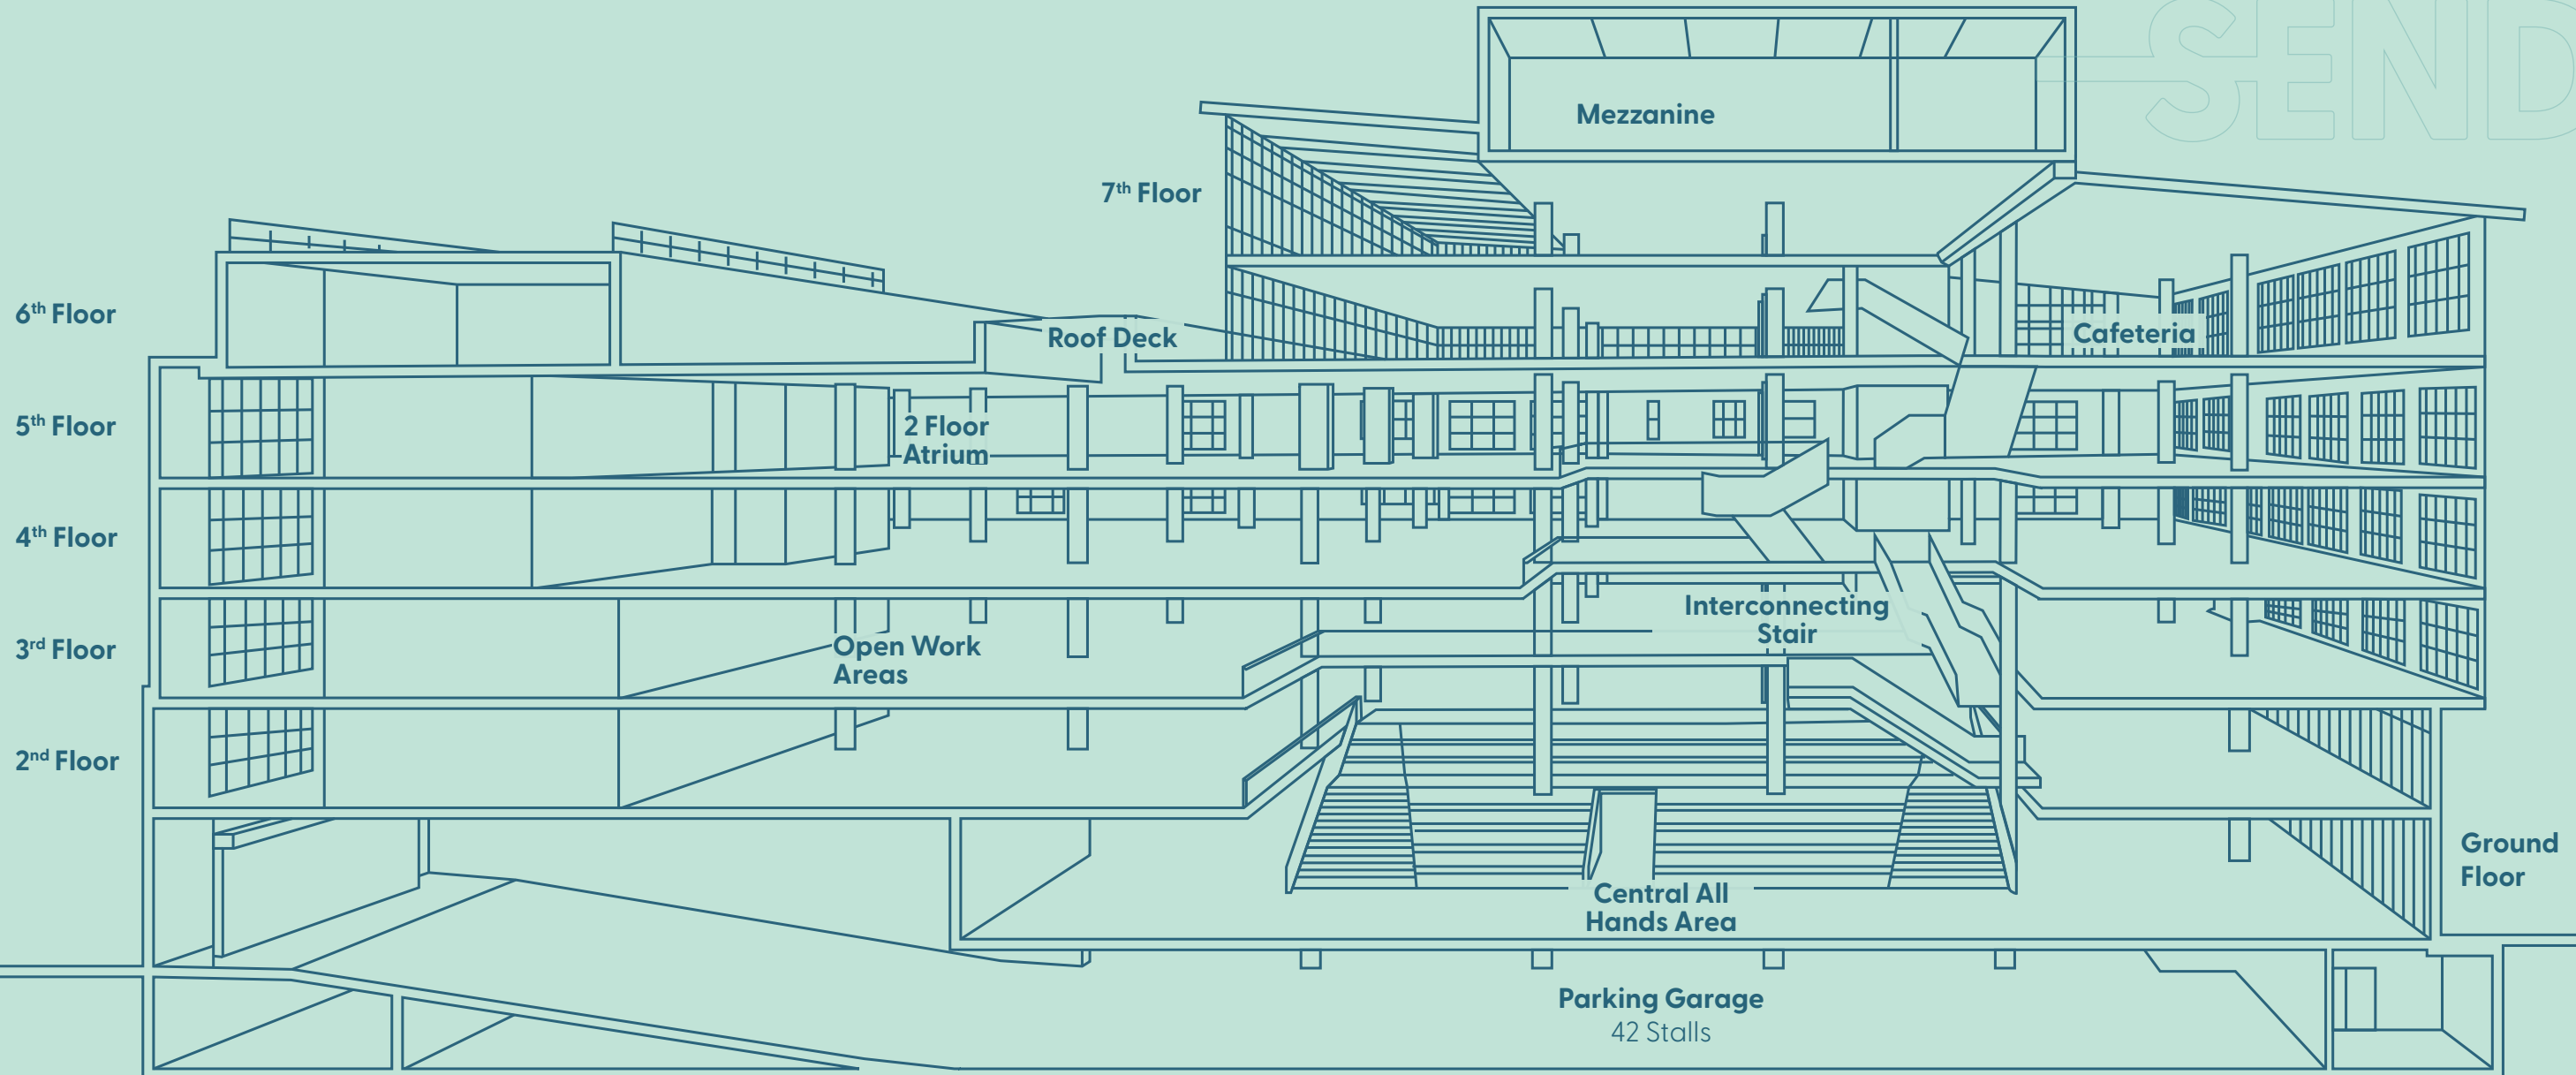 SEND
Mezzanine
7th Floor
6th Floor
Roof Deck
Cafeteria
5th Floor
2 Floor
Atrium
4th Floor
Interconnecting
Stair
3rd Floor
Open Work
Areas
2nd Floor
Ground
Floor
Central All
Hands Area
Parking Garage
42 Stalls